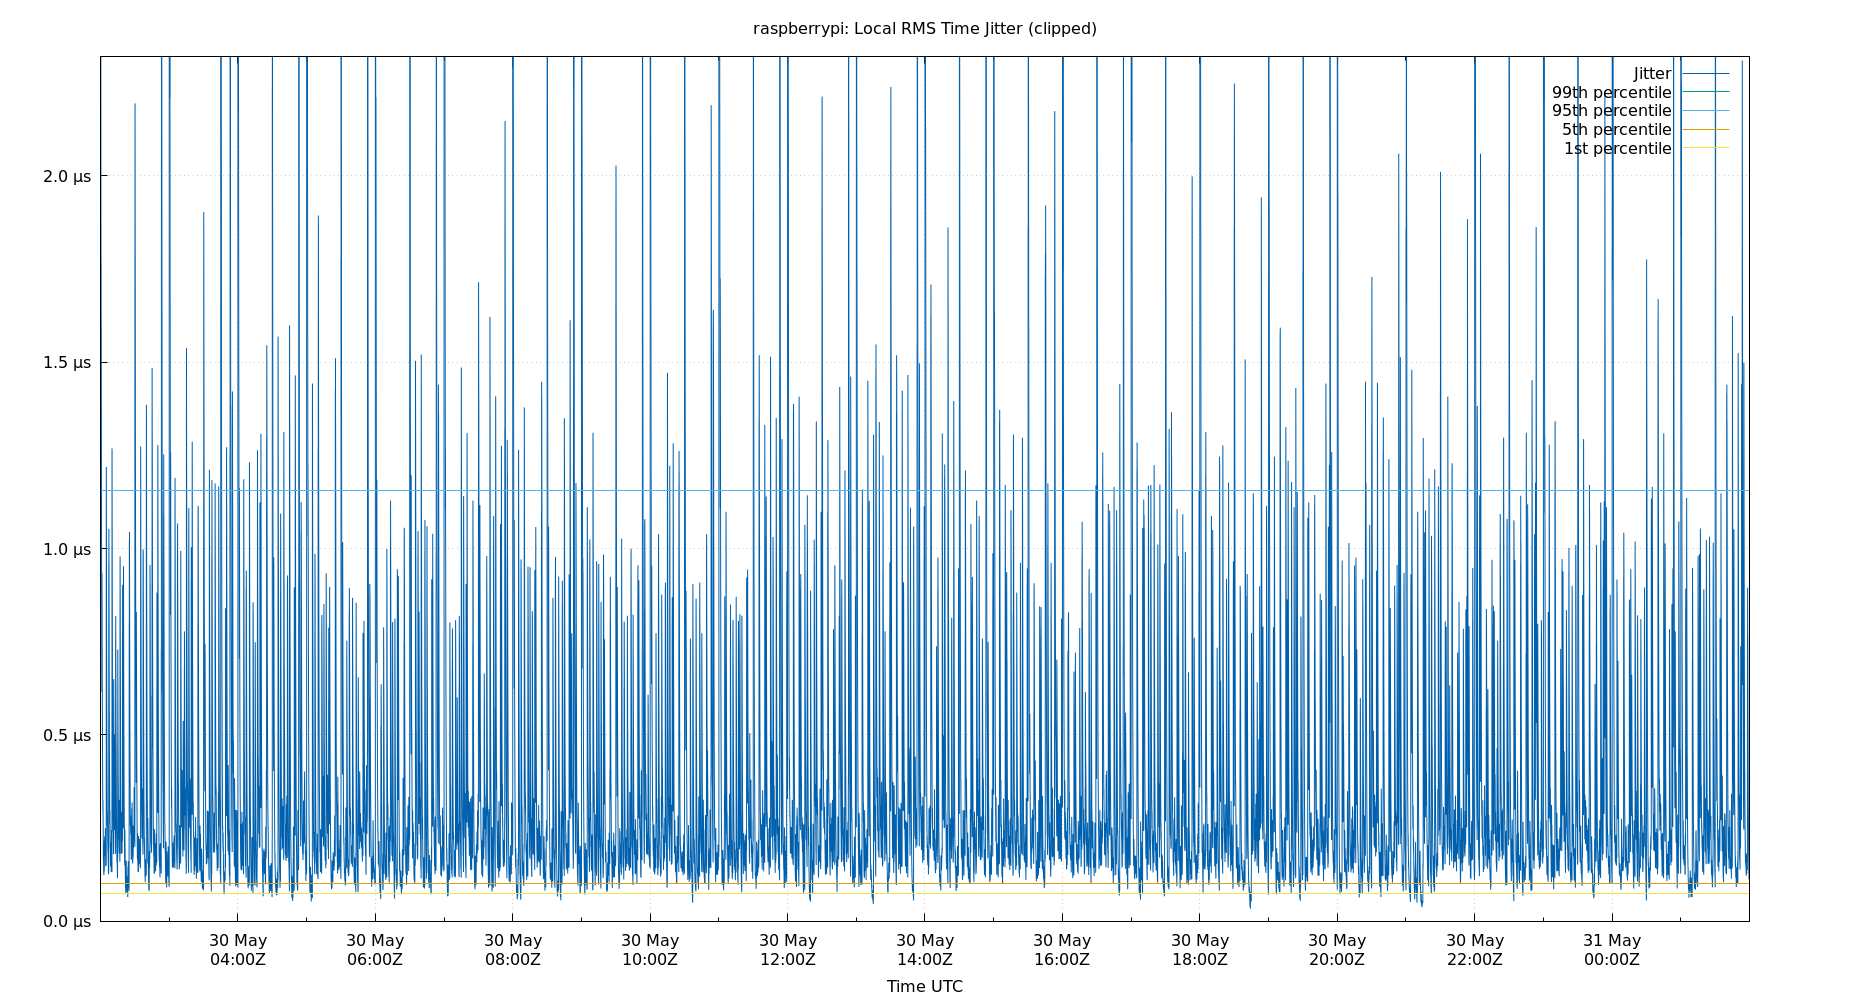 raspberrypi: Local RMS Time Jitter (clipped)
Jitter
99th percentile
95th percentile
5th percentile
1st percentile
2.0 µs
1.5 µs
1.0 µs
0.5 µs
0.0 µs
30 May 30 May 30 May 30 May 30 May 30 May 30 May 30 May 30 May 30 May 31 May
04:00Z 06:00Z 08:00Z 10:00Z 12:00Z 14:00Z 16:00Z 18:00Z 20:00Z 22:00Z 00:00Z
Time UTC